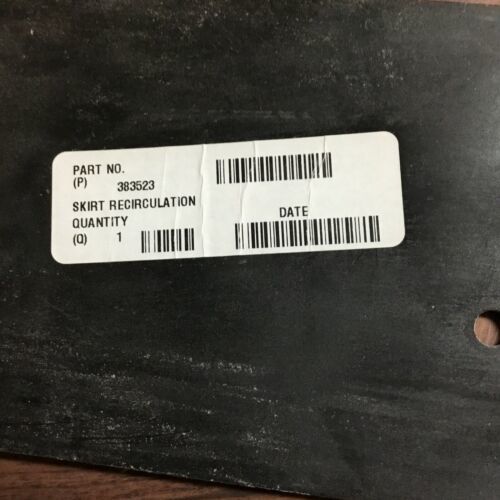 PART NO.
(P) 383523
SKIRT RECIRCULATION
QUANTITY
(Q) 1
DATE